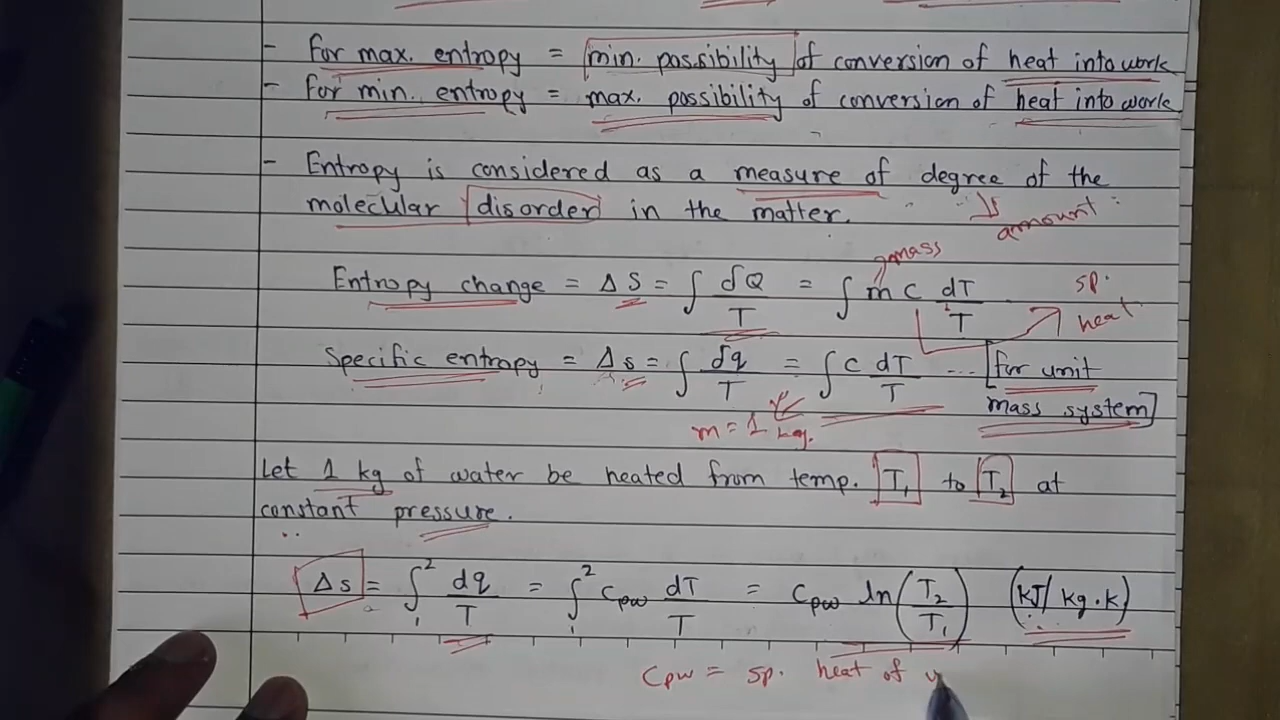 - For max. entropy = min. possibility of conversion of heat into work
- For min. entropy = max. possibility of conversion of heat into work
- Entropy is considered as a measure of degree of the
molecular disorder in the matter.
amount
mass
Entropy change = ΔS = ∫ dQ/T = ∫ m c dT/T
sp. heat
Specific entropy = Δs = ∫ dq/T = ∫ c dT/T ... [for unit
mass system]
m = 1 kg.
Let 1 kg of water be heated from temp. T₁ to T₂ at
constant pressure.
Δs = ∫₁² dq/T = ∫₁² Cpw dT/T = Cpw ln(T₂/T₁) (kJ/kg.K)
Cpw = sp. heat of